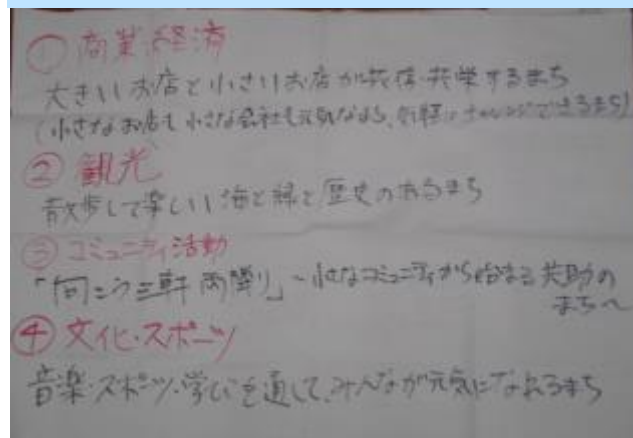 ① 商業・経済
大きいお店と小さいお店が共存・共栄するまち
(小さなお店も小さな会社も元気なまち、気軽にチャレンジできるまち)
② 観光
散歩して楽しい海と緑と歴史のあるまち
③ コミュニティ活動
「向こう三軒両隣り」~小さなコミュニティから始まる共助の
まち~
④ 文化・スポーツ
音楽・スポーツ・学びを通して、みんなが元気になれるまち